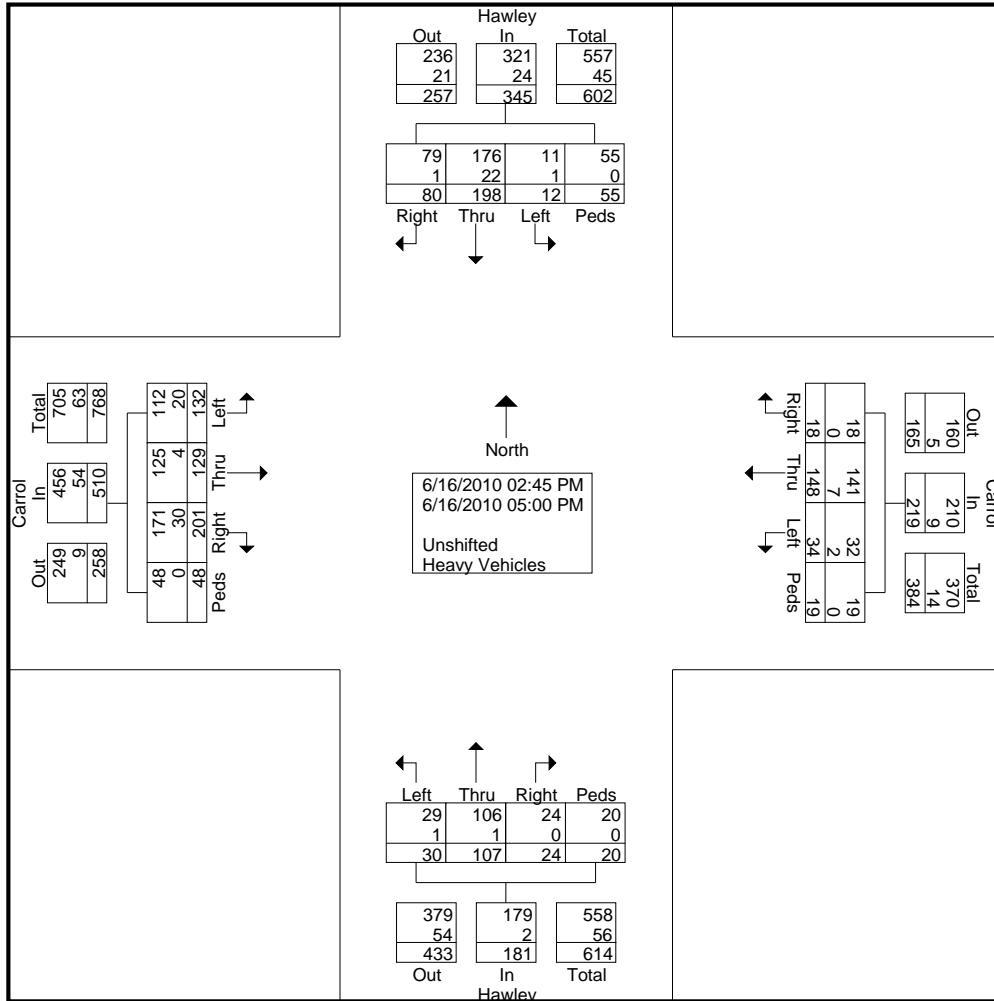 Hawley
Out In Total
236 321 557
21 24 45
257 345 602
79 176 11 55
1 22 1 0
80 198 12 55
Right Thru Left Peds
Carrol
Total In Out
705 456 249
63 54 9
768 510 258
112 125 171 48
20 4 30 0
132 129 201 48
Left Thru Right Peds
North
6/16/2010 02:45 PM
6/16/2010 05:00 PM
Unshifted
Heavy Vehicles
Right Thru Left Peds
18 141 32 19
0 7 2 0
18 148 34 19
Carrol
Out In Total
160 210 370
5 9 14
165 219 384
Left Thru Right Peds
29 106 24 20
1 1 0 0
30 107 24 20
379 179 558
54 2 56
433 181 614
Out In Total
Hawley